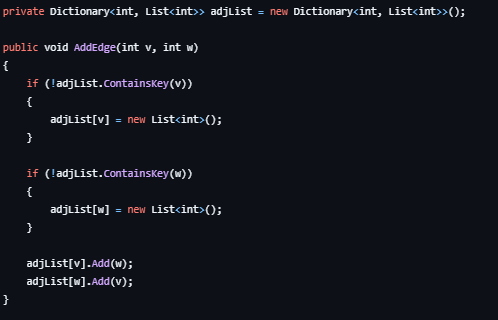 private Dictionary<int, List<int>> adjList = new Dictionary<int, List<int>>();
public void AddEdge(int v, int w)
{
if (!adjList.ContainsKey(v))
{
adjList[v] = new List<int>();
}
if (!adjList.ContainsKey(w))
{
adjList[w] = new List<int>();
}
adjList[v].Add(w);
adjList[w].Add(v);
}